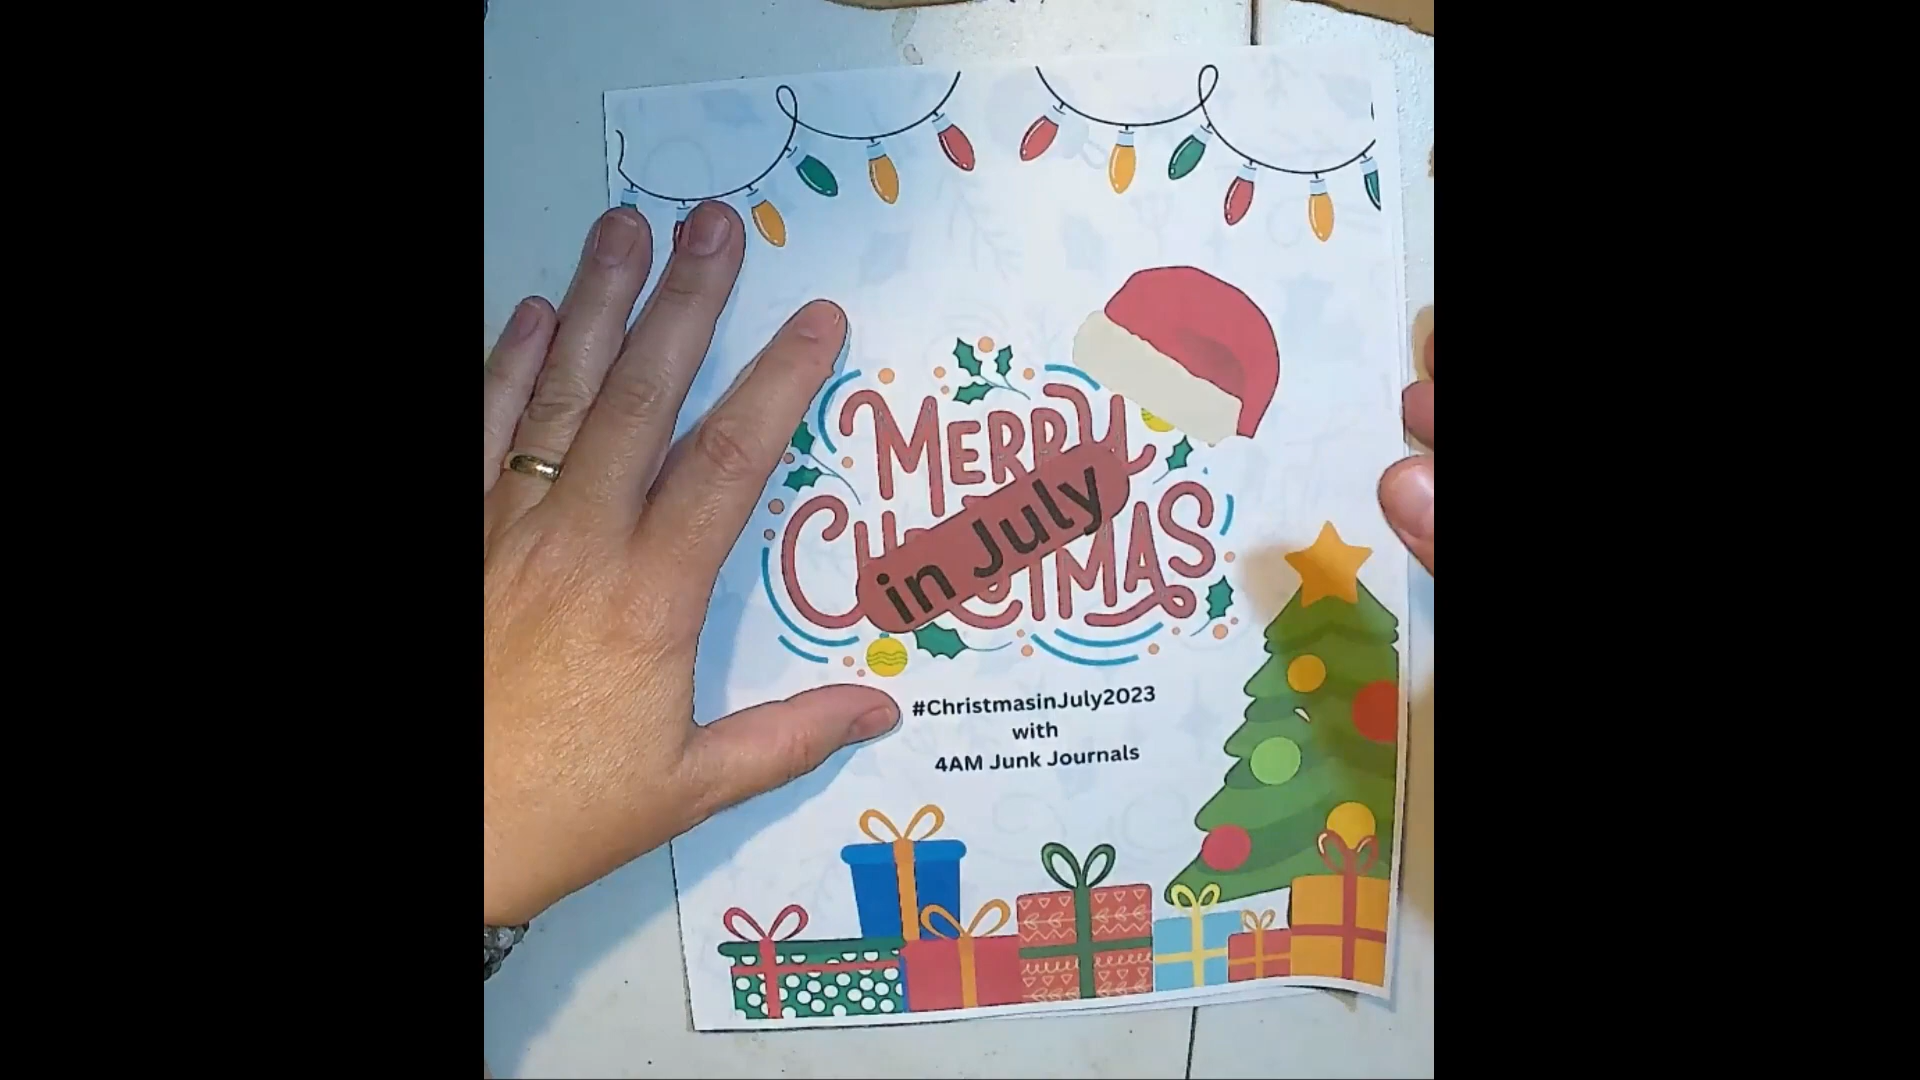 MERRY
in July
CHRISTMAS
#ChristmasinJuly2023
with
4AM Junk Journals